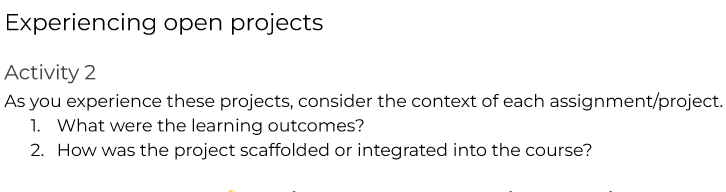 Experiencing open projects
Activity 2
As you experience these projects, consider the context of each assignment/project.
1. What were the learning outcomes?
2. How was the project scaffolded or integrated into the course?